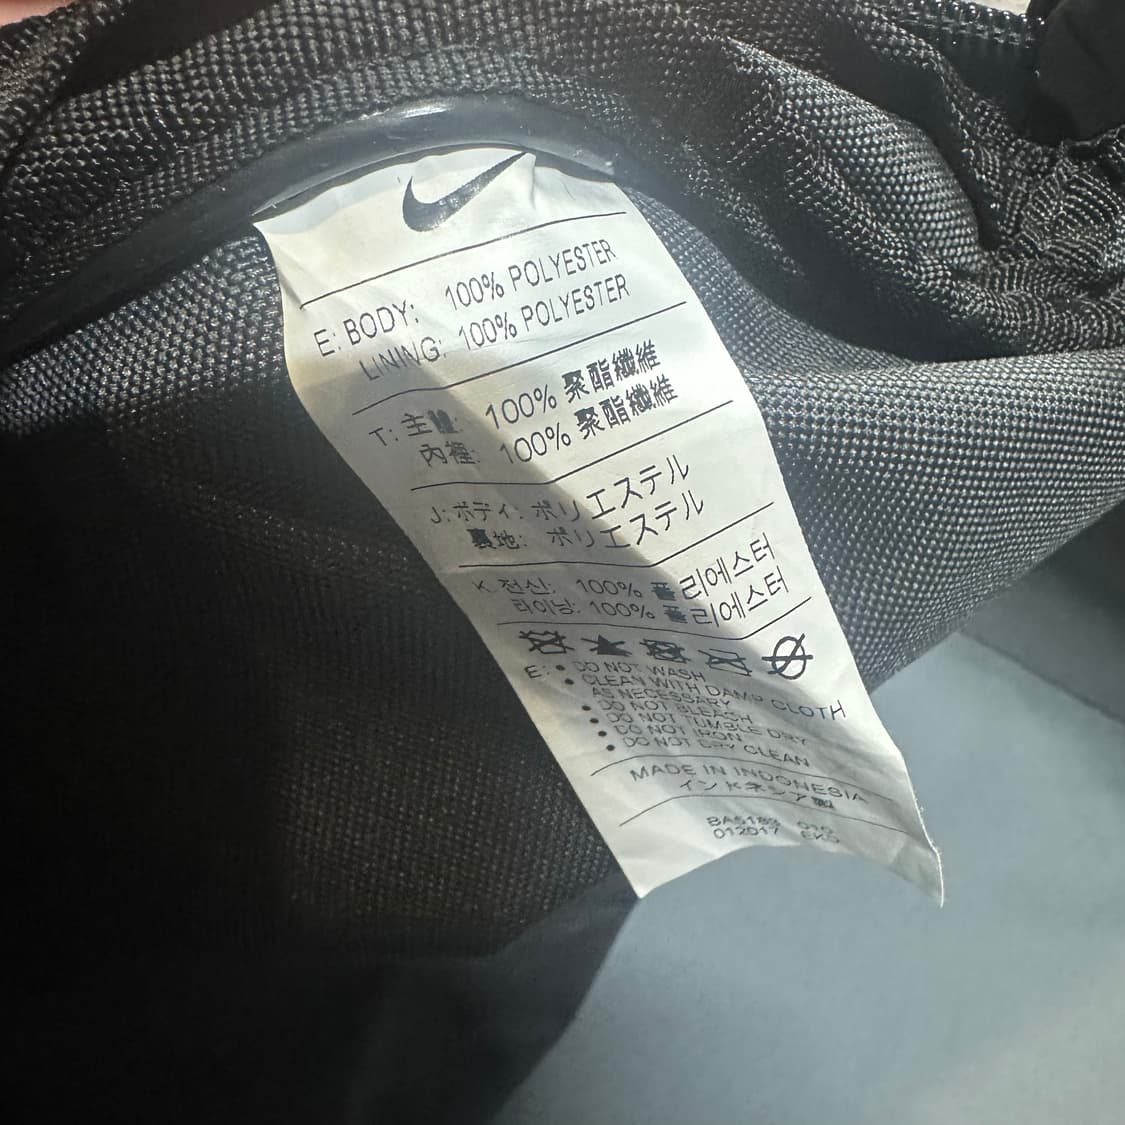 E: BODY: 100% POLYESTER
LINING: 100% POLYESTER
T: 主體: 100% 聚酯纖維
內裡: 100% 聚酯纖維
J: ボディ: ポリエステル
裏地: ポリエステル
K. 전신: 100% 폴리에스터
라이닝: 100% 폴리에스터
E: • DO NOT WASH
• CLEAN WITH DAMP CLOTH
AS NECESSARY
• DO NOT BLEACH
• DO NOT TUMBLE DRY
• DO NOT IRON
• DO NOT DRY CLEAN
MADE IN INDONESIA
インドネシア製
012017